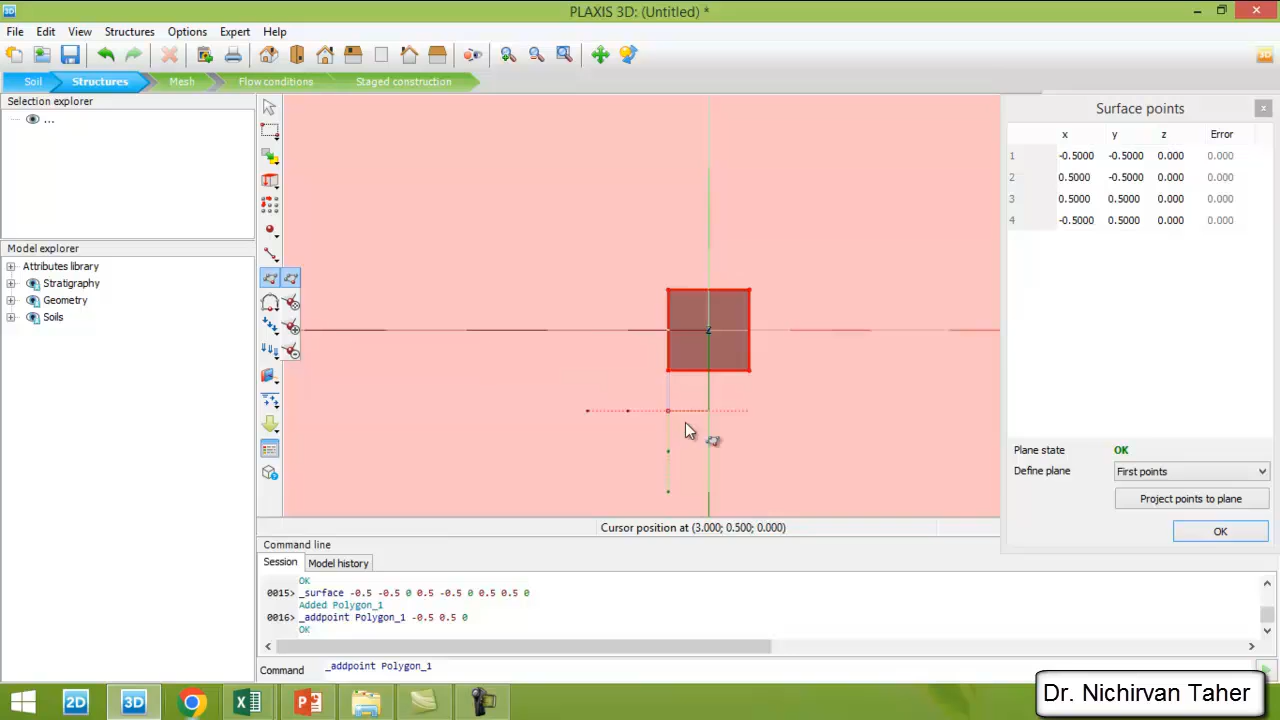 PLAXIS 3D: (Untitled) *
File Edit View Structures Options Expert Help
Soil Structures Mesh Flow conditions Staged construction
Selection explorer
...
Model explorer
Attributes library
Stratigraphy
Geometry
Soils
z
Surface points
x y z Error
1 -0.5000 -0.5000 0.000 0.000
2 0.5000 -0.5000 0.000 0.000
3 0.5000 0.5000 0.000 0.000
4 -0.5000 0.5000 0.000 0.000
Plane state OK
Define plane First points
Project points to plane
OK
Cursor position at (3.000; 0.500; 0.000)
Command line
Session Model history
OK
0015> _surface -0.5 -0.5 0 0.5 -0.5 0 0.5 0.5 0
Added Polygon_1
0016> _addpoint Polygon_1 -0.5 0.5 0
OK
Command _addpoint Polygon_1
2D 3D
Dr. Nichirvan Taher